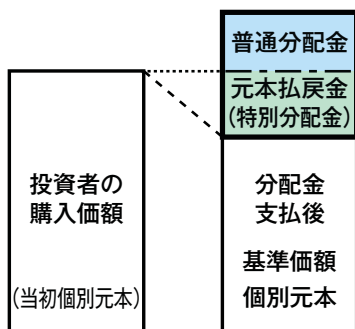 普通分配金
元本払戻金
(特別分配金)
投資者の
購入価額
(当初個別元本)
分配金
支払後
基準価額
個別元本